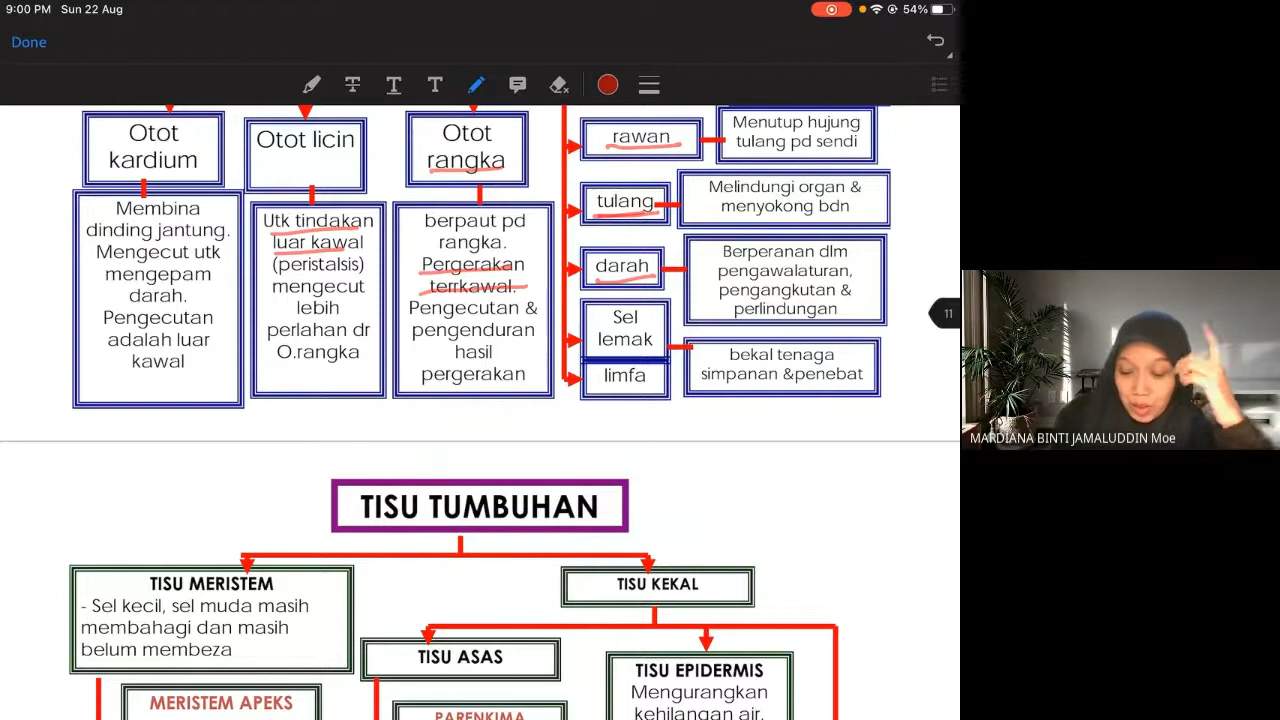 9:00 PM Sun 22 Aug
54%
Done
Otot
kardium
Otot licin
Otot
rangka
Membina
dinding jantung.
Mengecut utk
mengepam
darah.
Pengecutan
adalah luar
kawal
Utk tindakan
luar kawal
(peristalsis)
mengecut
lebih
perlahan dr
O.rangka
berpaut pd
rangka.
Pergerakan
terrkawal.
Pengecutan &
pengenduran
hasil
pergerakan
rawan
Menutup hujung
tulang pd sendi
tulang
Melindungi organ &
menyokong bdn
darah
Berperanan dlm
pengawalaturan,
pengangkutan &
perlindungan
Sel
lemak
bekal tenaga
simpanan &penebat
limfa
11
MARDIANA BINTI JAMALUDDIN Moe
TISU TUMBUHAN
TISU MERISTEM
- Sel kecil, sel muda masih
membahagi dan masih
belum membeza
TISU KEKAL
TISU ASAS
TISU EPIDERMIS
Mengurangkan
kehilangan air,
MERISTEM APEKS
PARENKIMA